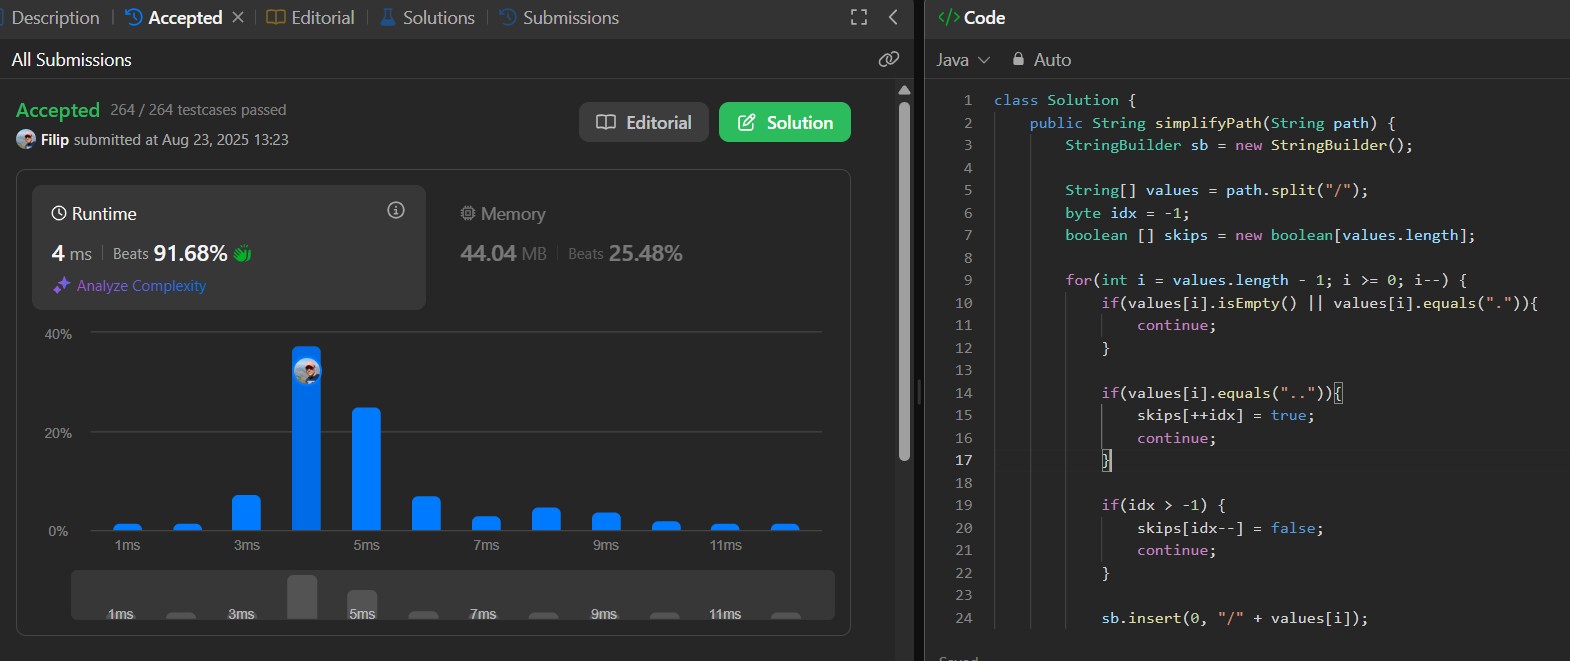 Description
Accepted
Editorial
Solutions
Submissions
All Submissions
Accepted 264 / 264 testcases passed
Filip submitted at Aug 23, 2025 13:23
Editorial
Solution
Runtime
4 ms Beats 91.68%
Analyze Complexity
Memory
44.04 MB Beats 25.48%
40%
20%
0%
1ms 3ms 5ms 7ms 9ms 11ms
1ms 3ms 5ms 7ms 9ms 11ms
</> Code
Java Auto
1 class Solution {
2 public String simplifyPath(String path) {
3 StringBuilder sb = new StringBuilder();
4
5 String[] values = path.split("/");
6 byte idx = -1;
7 boolean [] skips = new boolean[values.length];
8
9 for(int i = values.length - 1; i >= 0; i--) {
10 if(values[i].isEmpty() || values[i].equals(".")){
11 continue;
12 }
13
14 if(values[i].equals("..")){
15 skips[++idx] = true;
16 continue;
17 }
18
19 if(idx > -1) {
20 skips[idx--] = false;
21 continue;
22 }
23
24 sb.insert(0, "/" + values[i]);
Saved